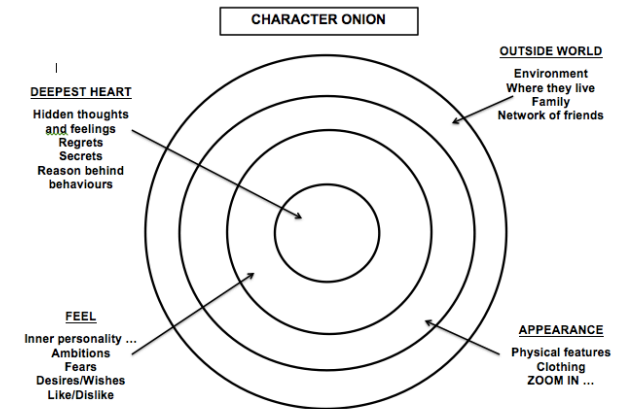 CHARACTER ONION
OUTSIDE WORLD
Environment
Where they live
Family
Network of friends
DEEPEST HEART
Hidden thoughts
and feelings
Regrets
Secrets
Reason behind
behaviours
FEEL
Inner personality ...
Ambitions
Fears
Desires/Wishes
Like/Dislike
APPEARANCE
Physical features
Clothing
ZOOM IN ...